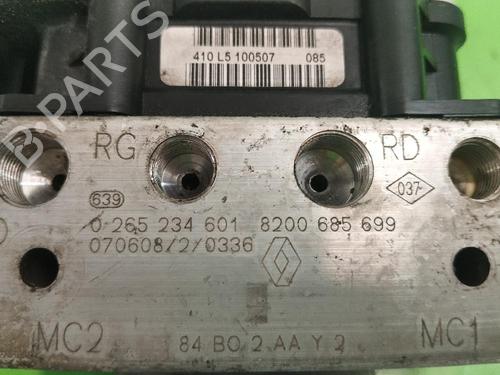 410 L5 100507 085
RG RD
639 037
0 265 234 601 8200 685 699
070608/2/0336
MC2 MC1
84 BO 2 AA Y 2
B-PARTS